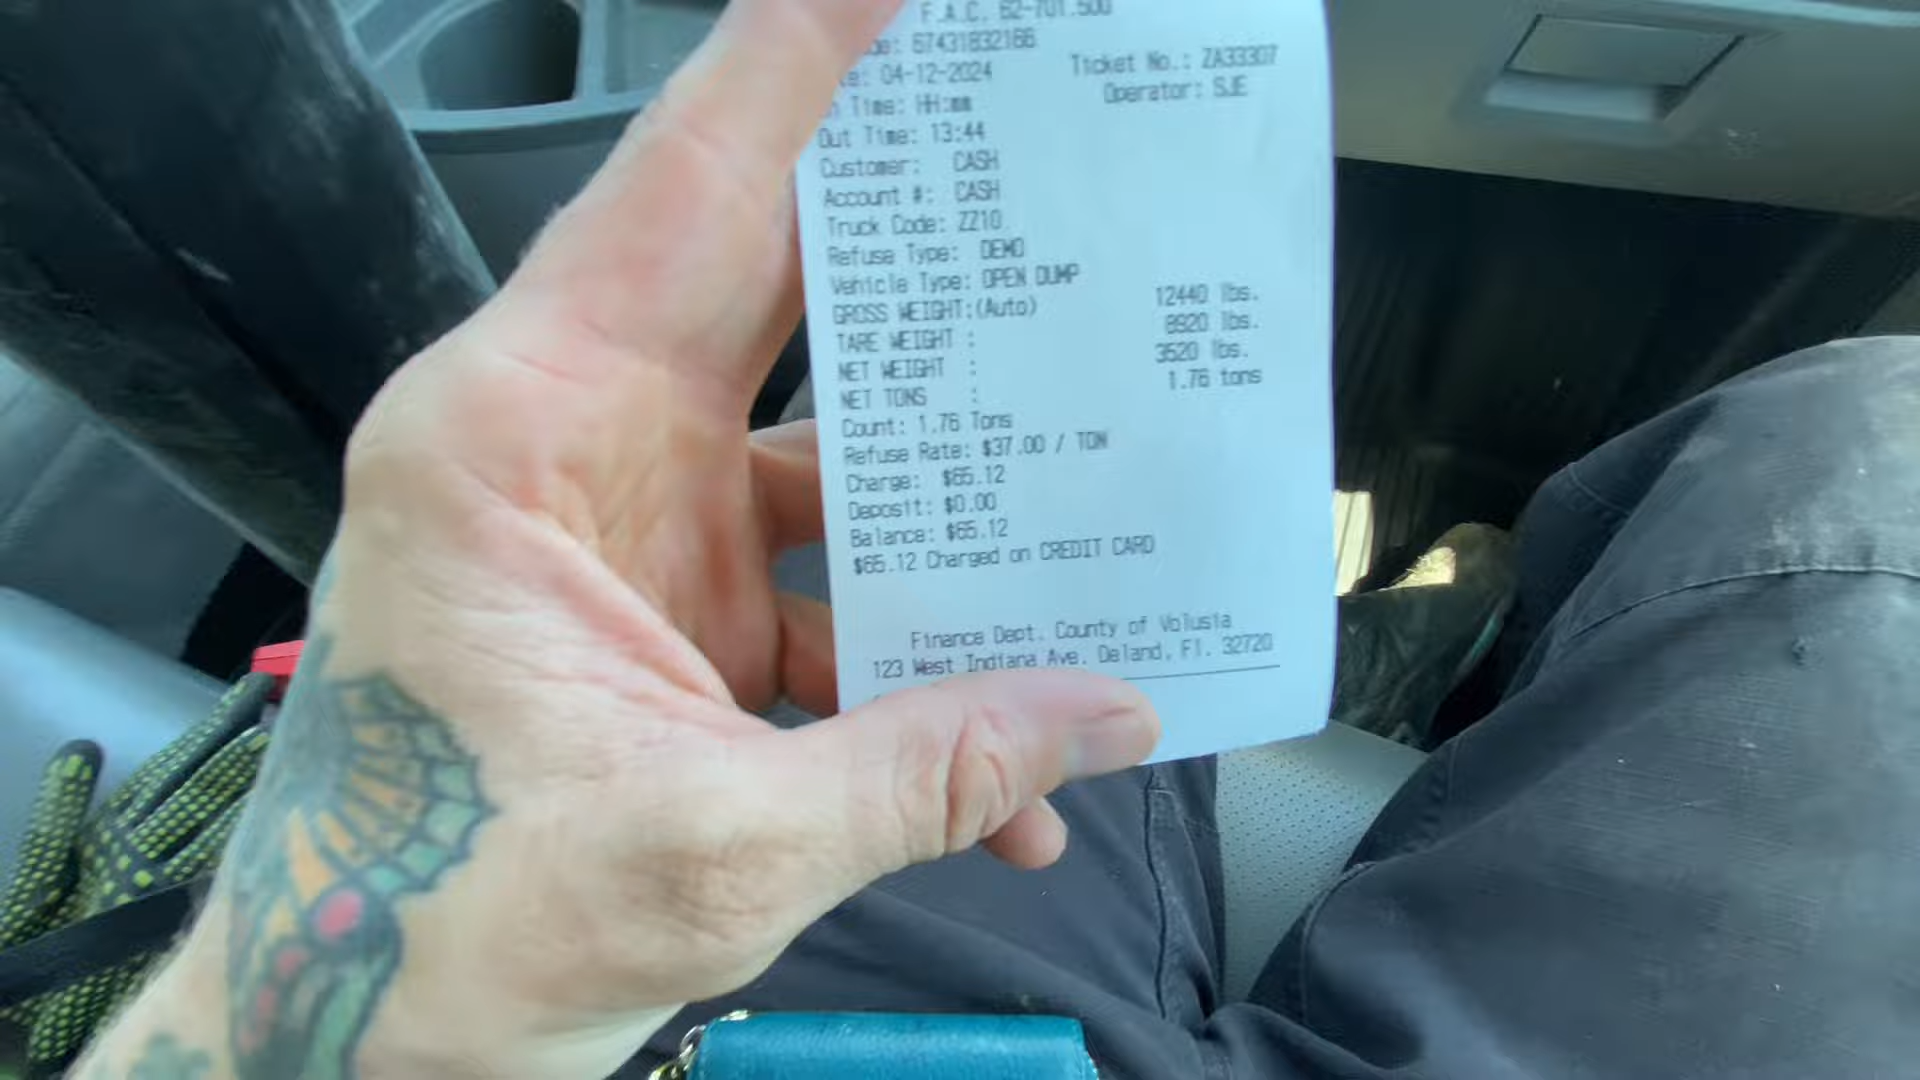 F.A.C. 62-701.500
67431832166
04-12-2024 Ticket No.: ZA33307
Time: HH:mm Operator: SJE
Out Time: 13:44
Customer: CASH
Account #: CASH
Truck Code: ZZ10
Refuse Type: DEMO
Vehicle Type: OPEN DUMP
GROSS WEIGHT:(Auto) 12440 lbs.
TARE WEIGHT : 8920 lbs.
NET WEIGHT : 3520 lbs.
NET TONS : 1.76 tons
Count: 1.76 Tons
Refuse Rate: $37.00 / TON
Charge: $65.12
Deposit: $0.00
Balance: $65.12
$65.12 Charged on CREDIT CARD
Finance Dept. County of Volusia
123 West Indiana Ave. Deland, Fl. 32720